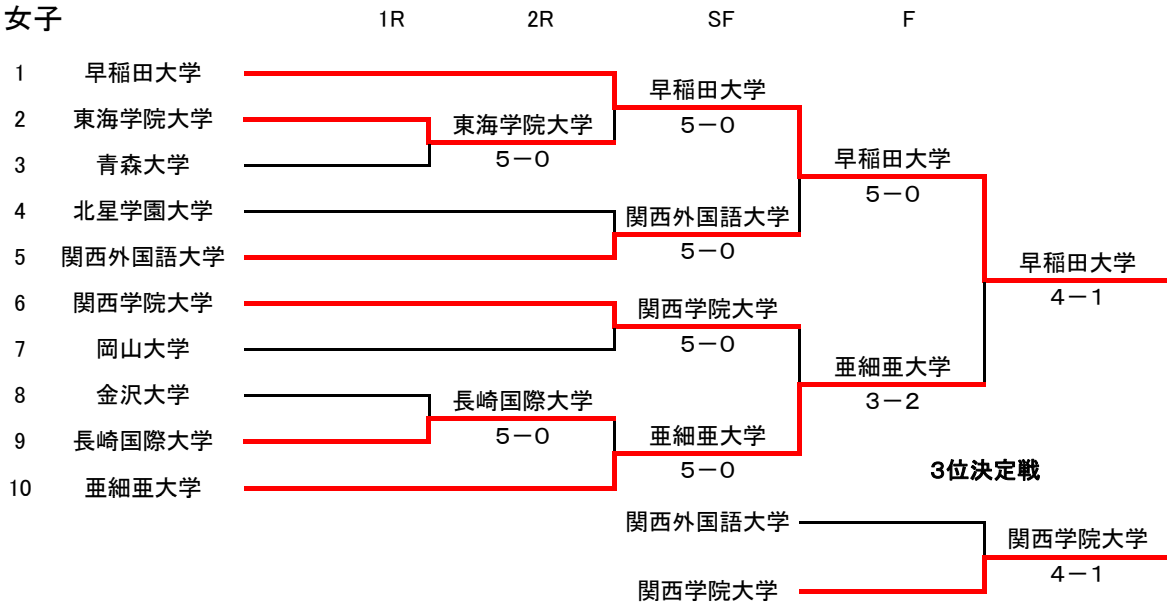 女子 1R 2R SF F
1 早稲田大学
早稲田大学
2 東海学院大学
東海学院大学
5－0
5－0
3 青森大学
早稲田大学
5－0
4 北星学園大学
関西外国語大学
5－0
5 関西外国語大学
早稲田大学
4－1
6 関西学院大学
関西学院大学
5－0
7 岡山大学
亜細亜大学
3－2
8 金沢大学
長崎国際大学
5－0
9 長崎国際大学
亜細亜大学
5－0
10 亜細亜大学
3位決定戦
関西外国語大学
関西学院大学
4－1
関西学院大学